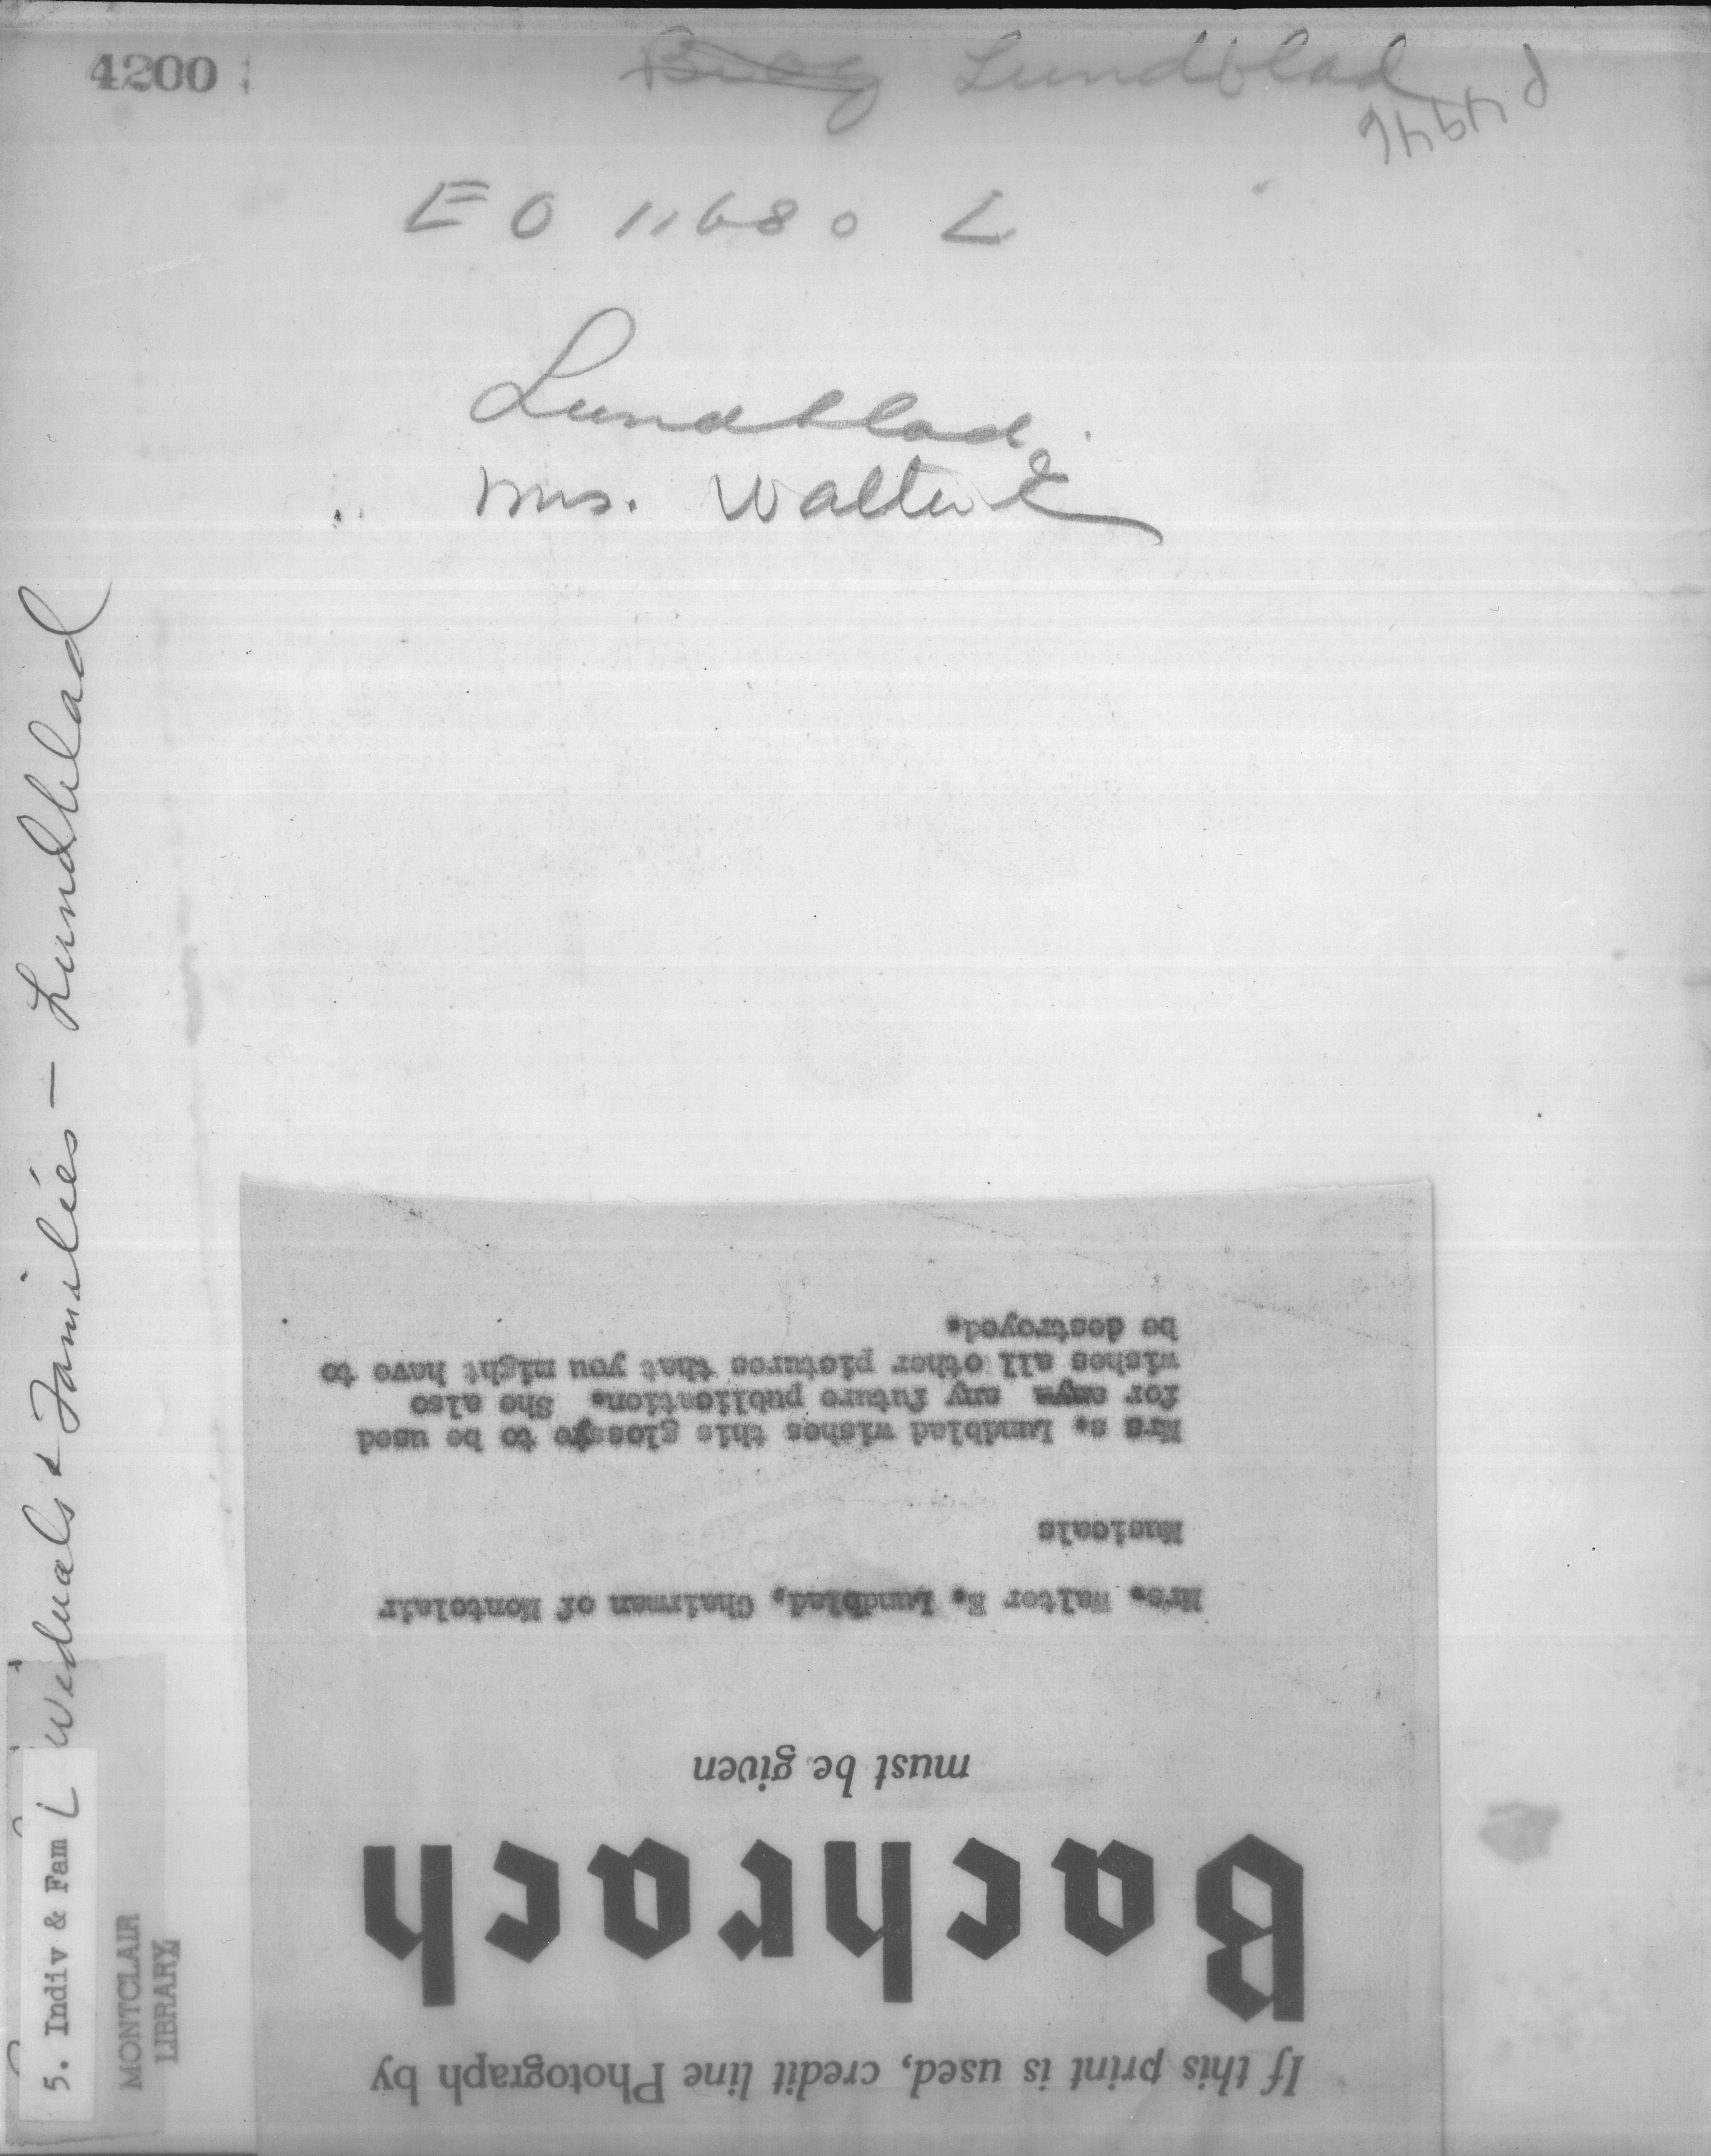 4200
Biog Lundblad
E O 11680 L
Lundblad
Mrs. Walter E
Individuals & Families - Lundblad
5. Indiv & Fam
MONTCLAIR
LIBRARY
If this print is used, credit line Photograph by
Bachrach
must be given
Mrs. Walter E. Lundblad, Chairman of Montclair
Musicals
Mrs s. Lundblad wishes this glossye to be used
for any future publication. She also
wishes all other pictures that you might have to
be destroyed.